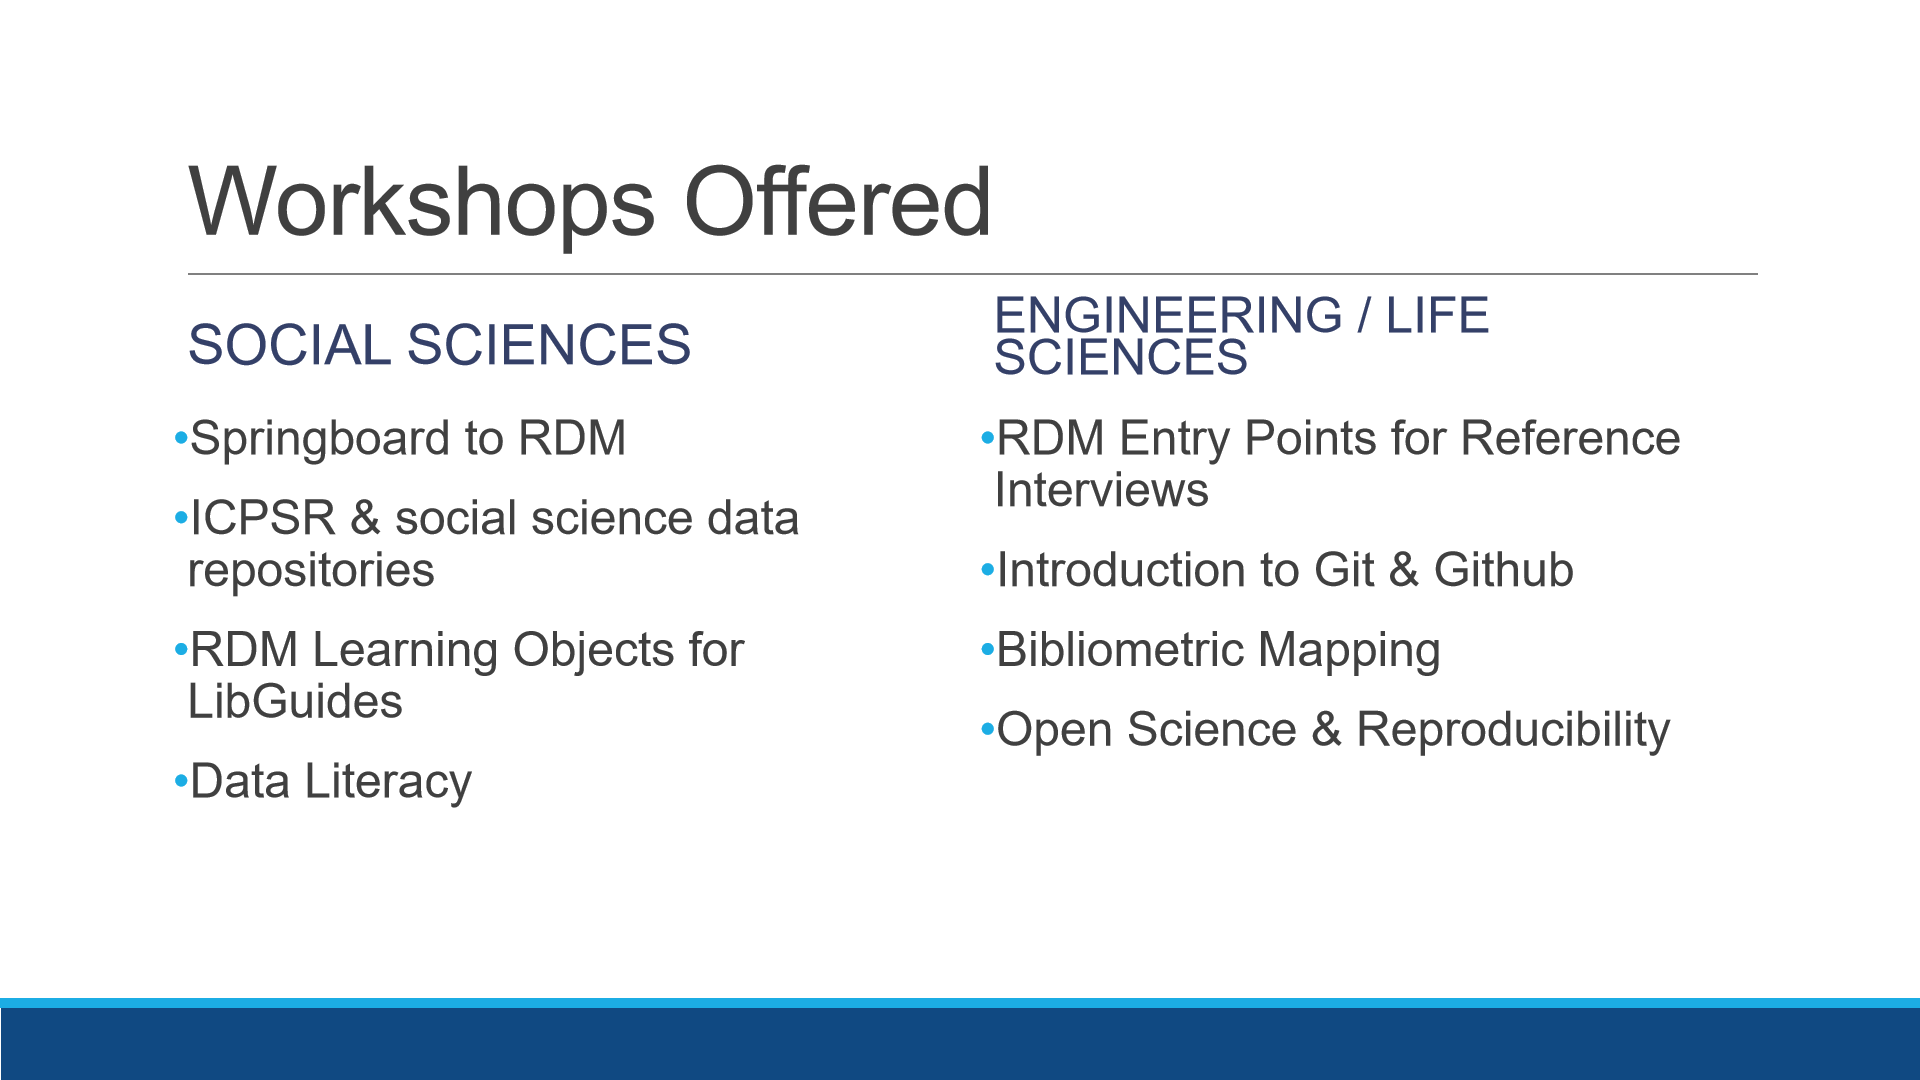 Workshops Offered
SOCIAL SCIENCES
•Springboard to RDM
•ICPSR & social science data
repositories
•RDM Learning Objects for
LibGuides
•Data Literacy
ENGINEERING / LIFE
SCIENCES
•RDM Entry Points for Reference
Interviews
•Introduction to Git & Github
•Bibliometric Mapping
•Open Science & Reproducibility